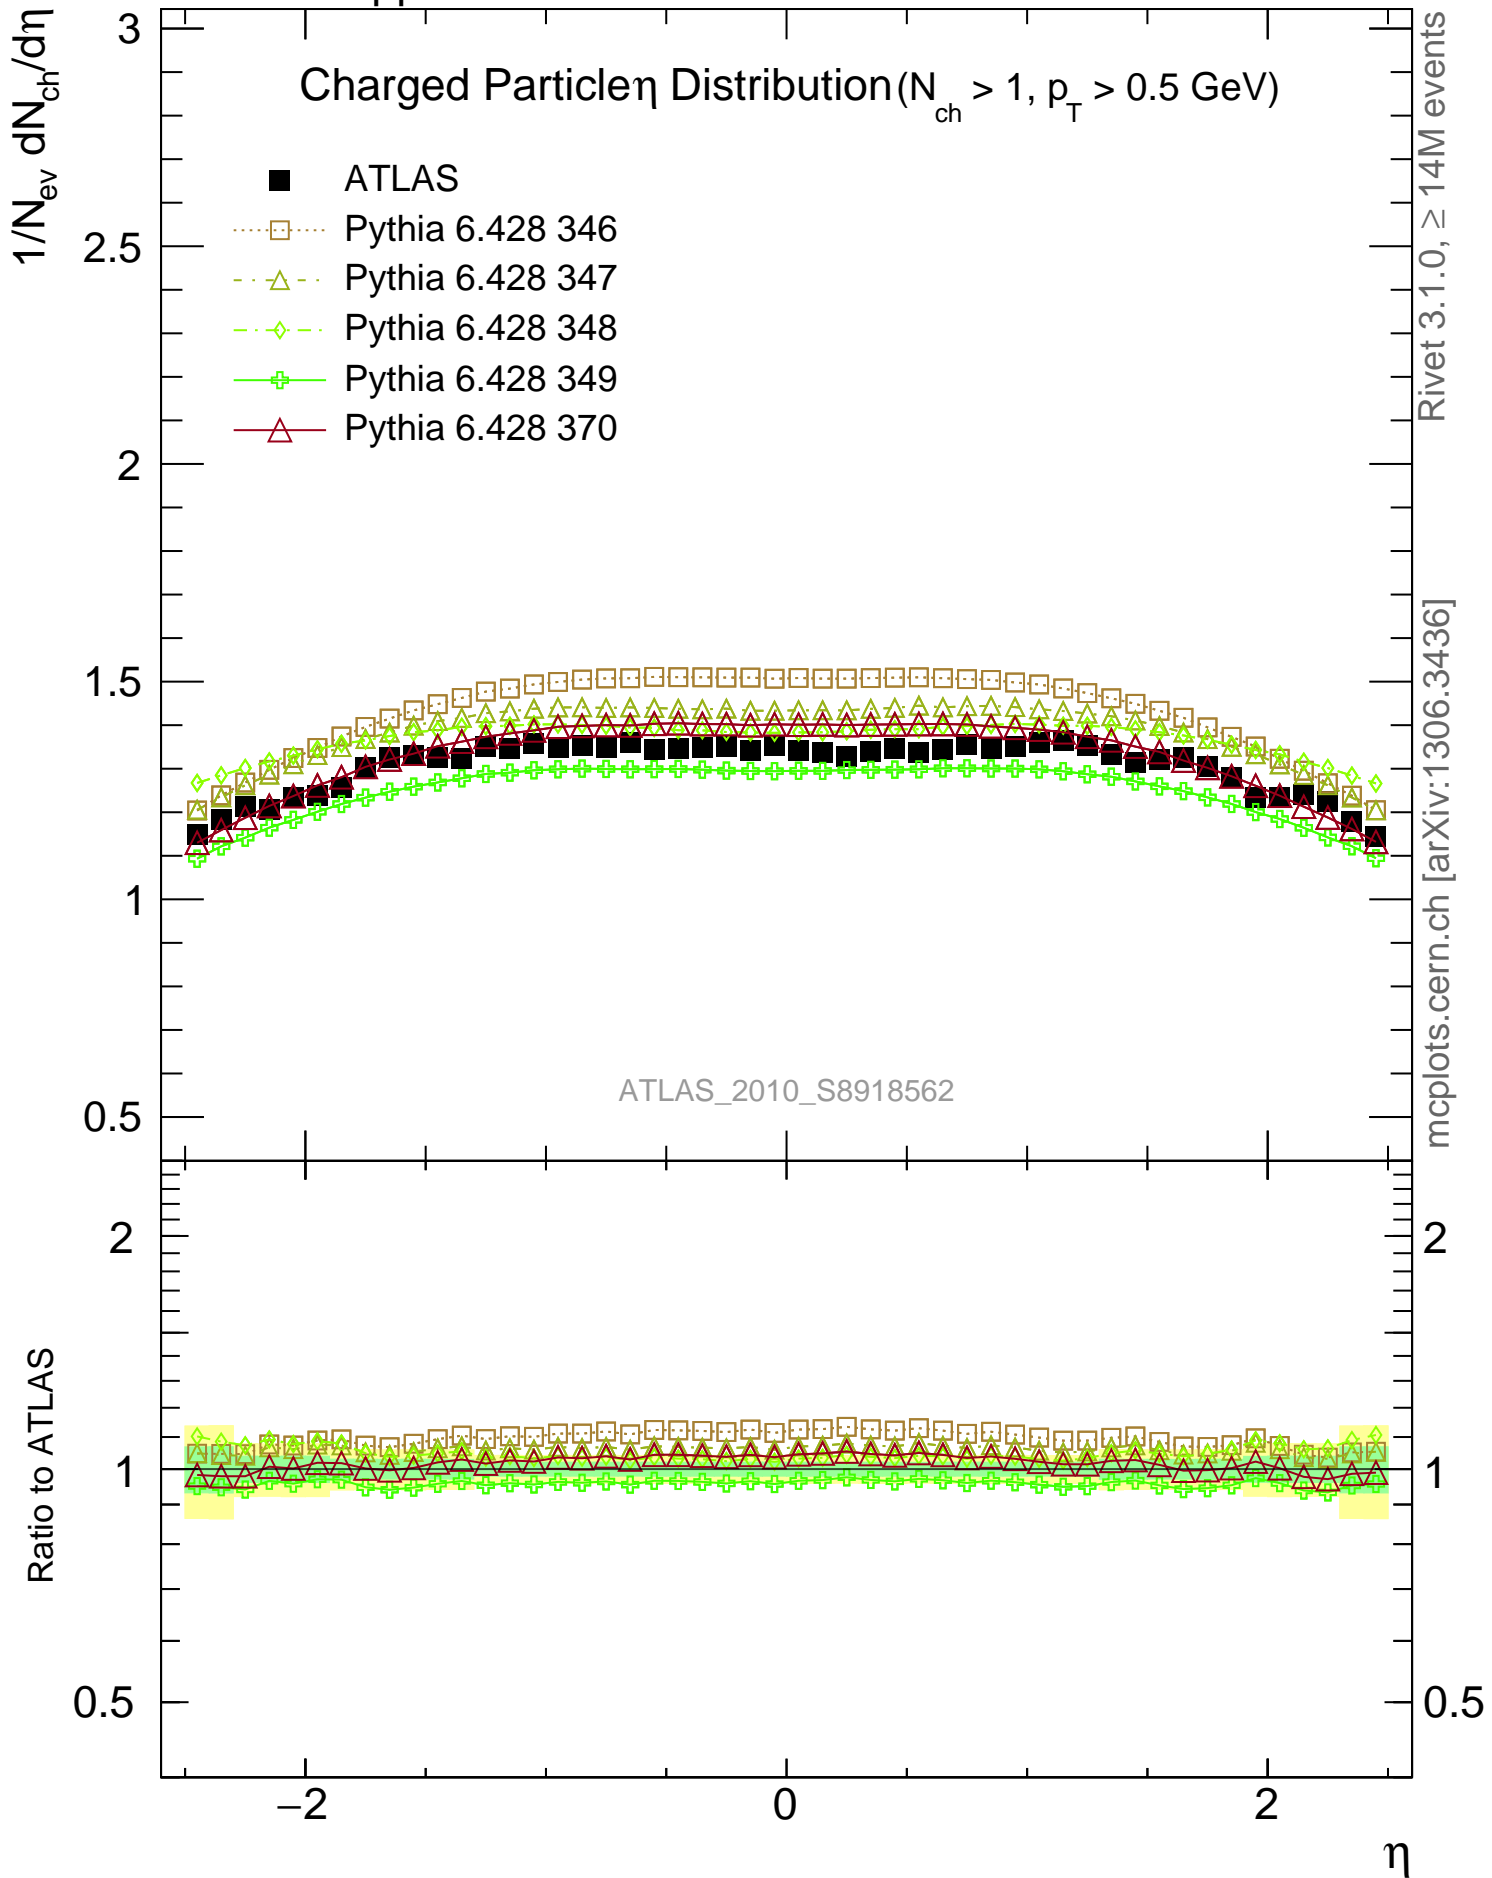 1/N_ev dN_ch/dη
Charged Particle η Distribution (N_ch > 1, p_T > 0.5 GeV)
ATLAS
Pythia 6.428 346
Pythia 6.428 347
Pythia 6.428 348
Pythia 6.428 349
Pythia 6.428 370
3
2.5
2
1.5
1
0.5
ATLAS_2010_S8918562
Rivet 3.1.0, ≥ 14M events
mcplots.cern.ch [arXiv:1306.3436]
Ratio to ATLAS
2
1
0.5
2
1
0.5
−2
0
2
η